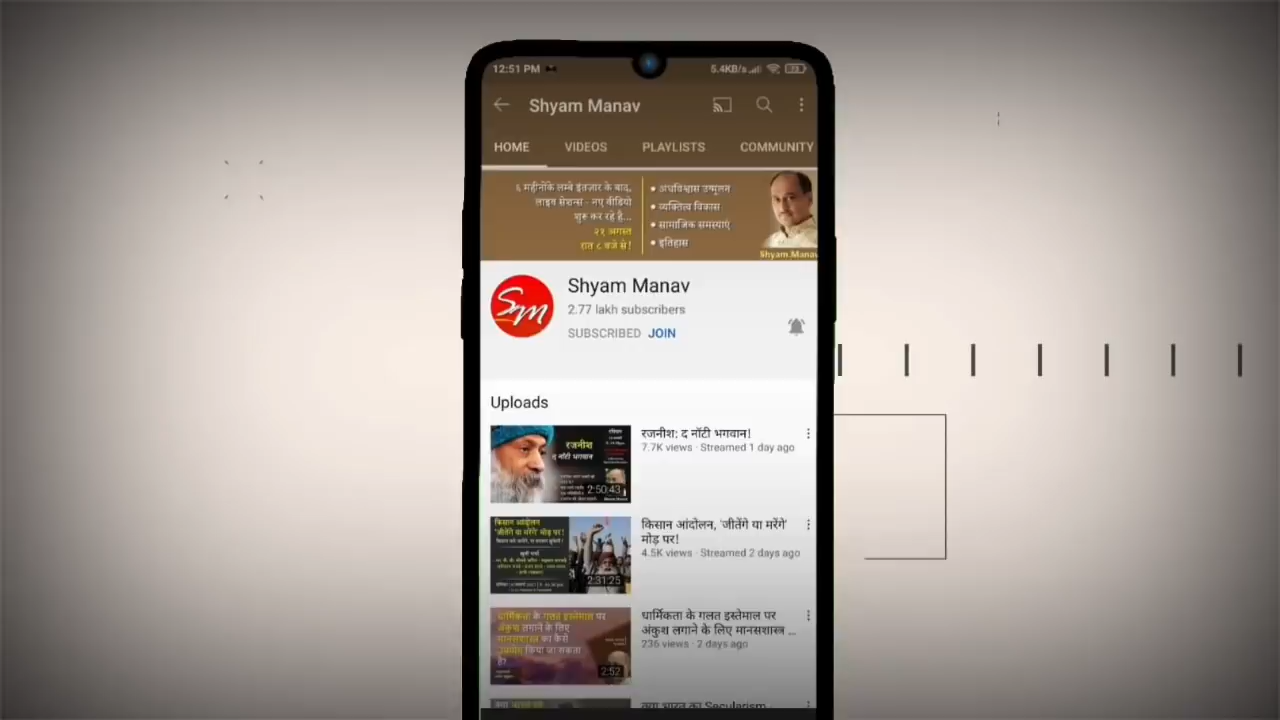 12:51 PM
5.4KB/s
Shyam Manav
HOME
VIDEOS
PLAYLISTS
COMMUNITY
६ महीनोंके लम्बे इंतजार के बाद,
लाइव सेशन्स - नए वीडियो
शुरू कर रहे है...
२१ अगस्त
रात ८ बजे से!
• अंधविश्वास उन्मूलन
• व्यक्तित्व विकास
• सामाजिक समस्याएं
• इतिहास
Shyam.Manav
SM
Shyam Manav
2.77 lakh subscribers
SUBSCRIBED JOIN
Uploads
रजनीश
द नॉटी भगवान
2:50:43
रजनीश: द नॉटी भगवान!
7.7K views · Streamed 1 day ago
किसान आंदोलन
'जीतेंगे या मरेंगे'
मोड़ पर!
2:31:25
किसान आंदोलन, 'जीतेंगे या मरेंगे'
मोड़ पर!
4.5K views · Streamed 2 days ago
धार्मिकता के गलत इस्तेमाल पर
अंकुश लगाने के लिए
मानसशास्त्र का कैसे
उपयोग किया जा सकता
है?
2:52
धार्मिकता के गलत इस्तेमाल पर
अंकुश लगाने के लिए मानसशास्त्र ...
236 views · 2 days ago
क्या भारत का Secularism